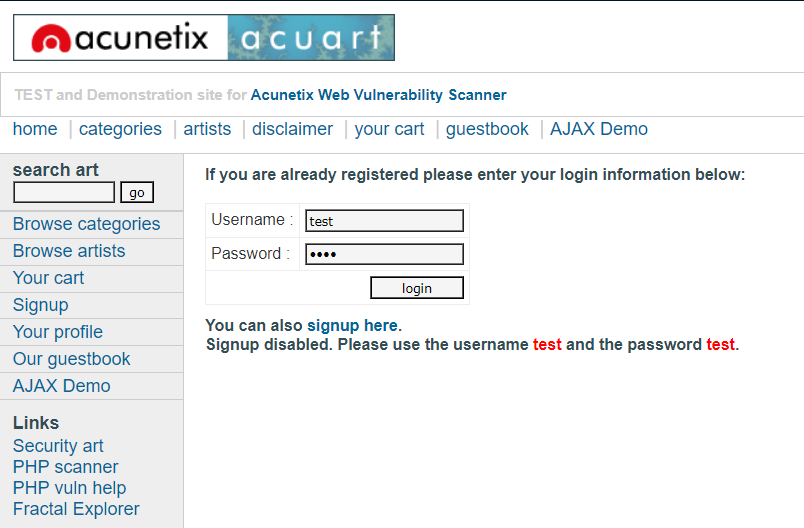 acunetix acuart
TEST and Demonstration site for Acunetix Web Vulnerability Scanner
home | categories | artists | disclaimer | your cart | guestbook | AJAX Demo
search art
go
Browse categories
Browse artists
Your cart
Signup
Your profile
Our guestbook
AJAX Demo
Links
Security art
PHP scanner
PHP vuln help
Fractal Explorer
If you are already registered please enter your login information below:
Username : test
Password : ••••
login
You can also signup here.
Signup disabled. Please use the username test and the password test.